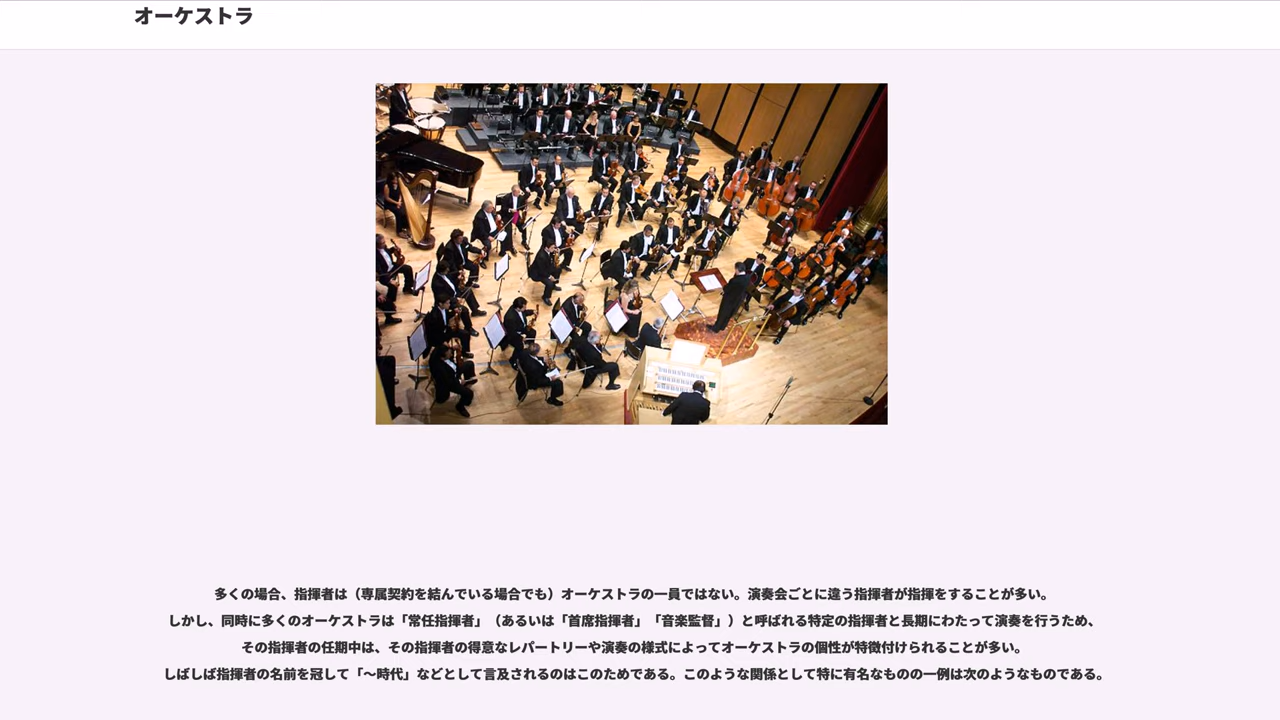 オーケストラ
多くの場合、指揮者は（専属契約を結んでいる場合でも）オーケストラの一員ではない。演奏会ごとに違う指揮者が指揮をすることが多い。
しかし、同時に多くのオーケストラは「常任指揮者」（あるいは「首席指揮者」「音楽監督」）と呼ばれる特定の指揮者と長期にわたって演奏を行うため、
その指揮者の任期中は、その指揮者の得意なレパートリーや演奏の様式によってオーケストラの個性が特徴付けられることが多い。
しばしば指揮者の名前を冠して「〜時代」などとして言及されるのはこのためである。このような関係として特に有名なものの一例は次のようなものである。